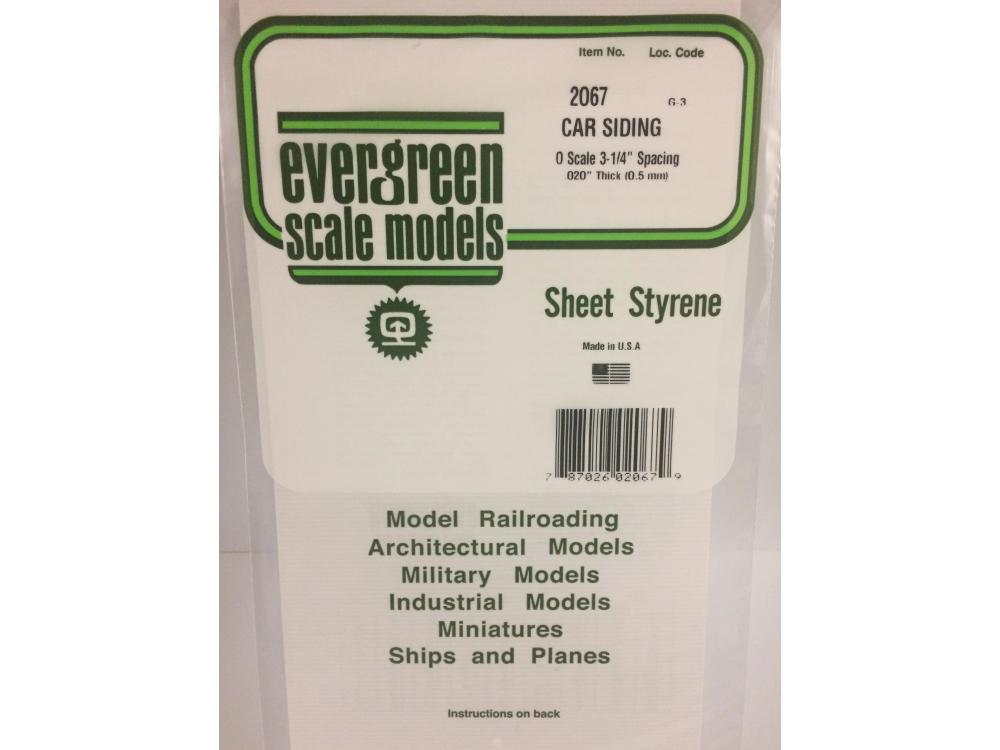 Item No. Loc. Code
2067 G-3
CAR SIDING
O Scale 3-1/4" Spacing
.020" Thick (0.5 mm)
evergreen
scale models
Sheet Styrene
Made in U.S.A
7 87026 02067 9
Model Railroading
Architectural Models
Military Models
Industrial Models
Miniatures
Ships and Planes
Instructions on back